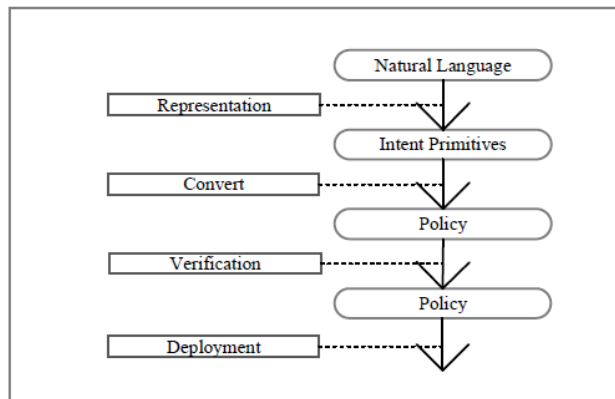 Natural Language
Representation
Intent Primitives
Convert
Policy
Verification
Policy
Deployment